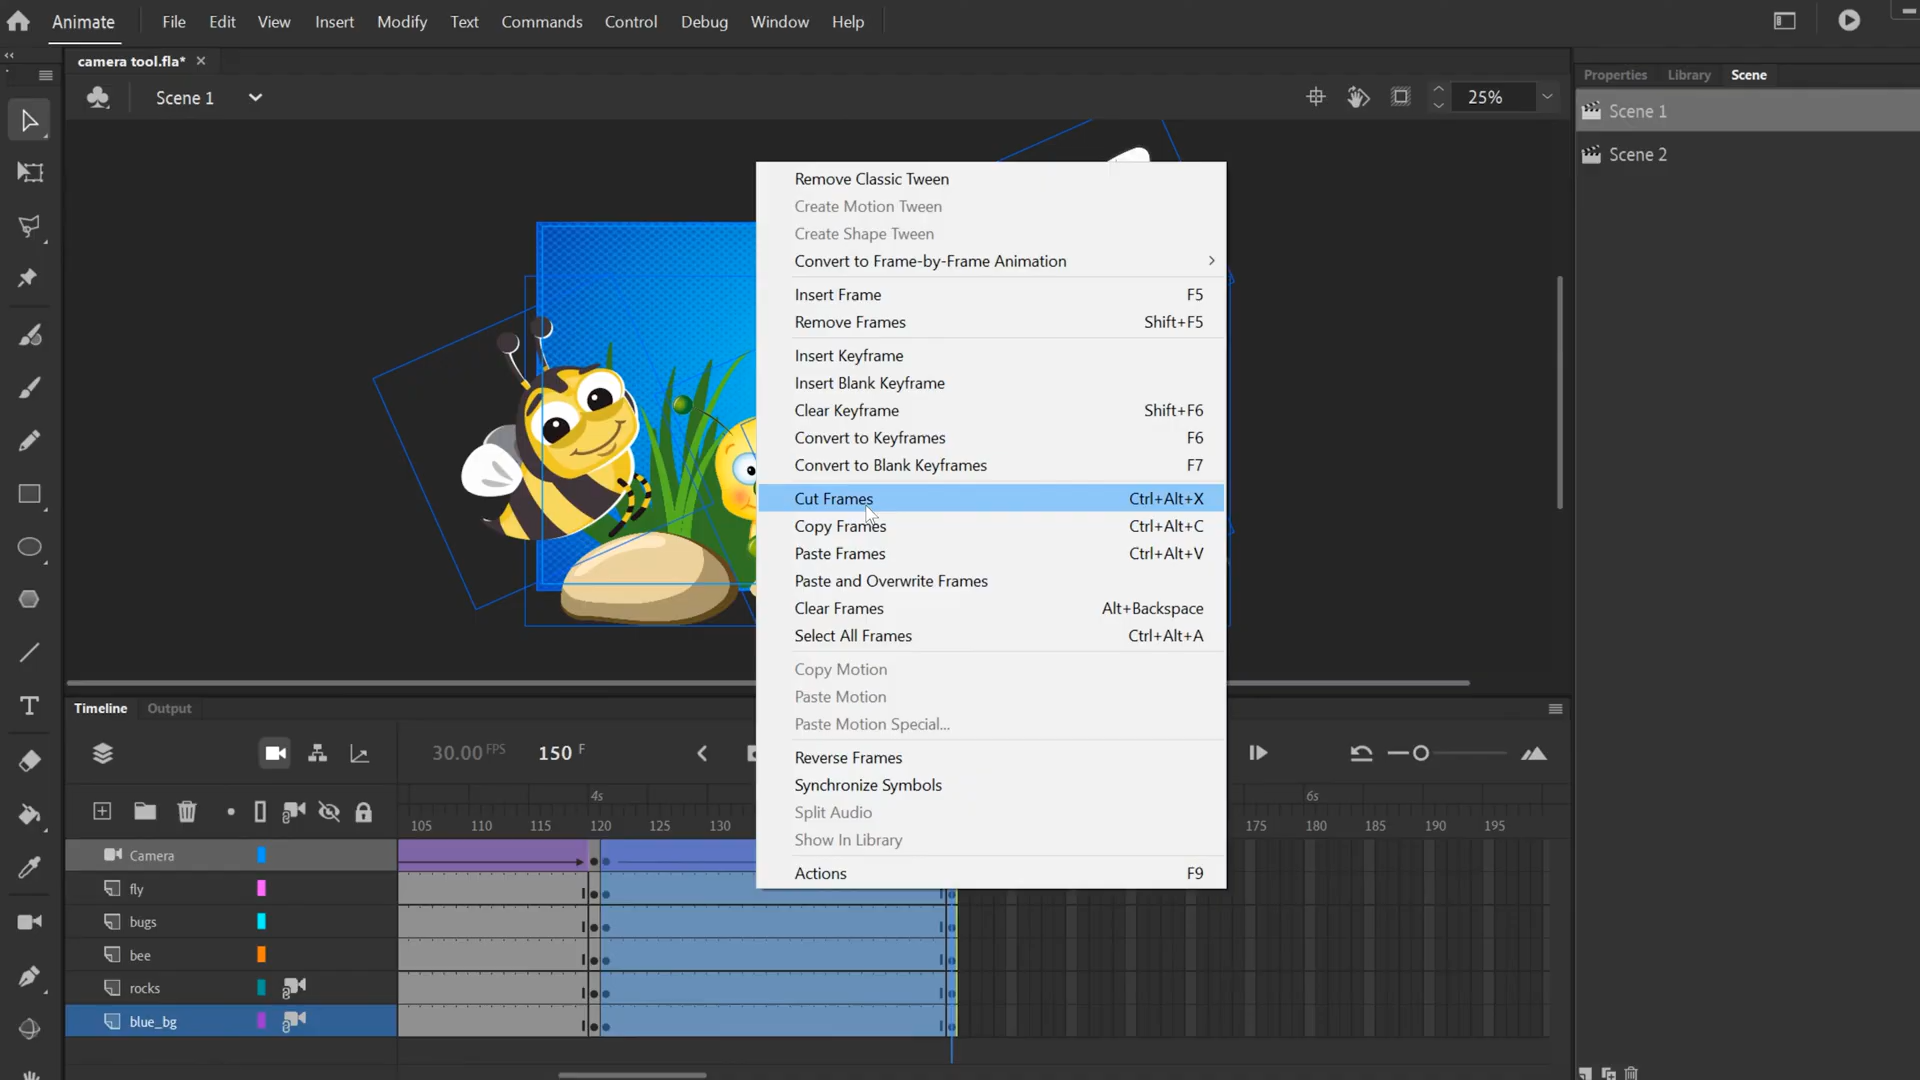 Animate File Edit View Insert Modify Text Commands Control Debug Window Help
camera tool.fla*
Scene 1
25%
Properties Library Scene
Scene 1
Scene 2
Remove Classic Tween
Create Motion Tween
Create Shape Tween
Convert to Frame-by-Frame Animation
Insert Frame F5
Remove Frames Shift+F5
Insert Keyframe
Insert Blank Keyframe
Clear Keyframe Shift+F6
Convert to Keyframes F6
Convert to Blank Keyframes F7
Cut Frames Ctrl+Alt+X
Copy Frames Ctrl+Alt+C
Paste Frames Ctrl+Alt+V
Paste and Overwrite Frames
Clear Frames Alt+Backspace
Select All Frames Ctrl+Alt+A
Copy Motion
Paste Motion
Paste Motion Special...
Reverse Frames
Synchronize Symbols
Split Audio
Show In Library
Actions F9
Timeline Output
30.00 FPS 150 F
4s 6s
105 110 115 120 125 130 175 180 185 190 195
Camera
fly
bugs
bee
rocks
blue_bg
T